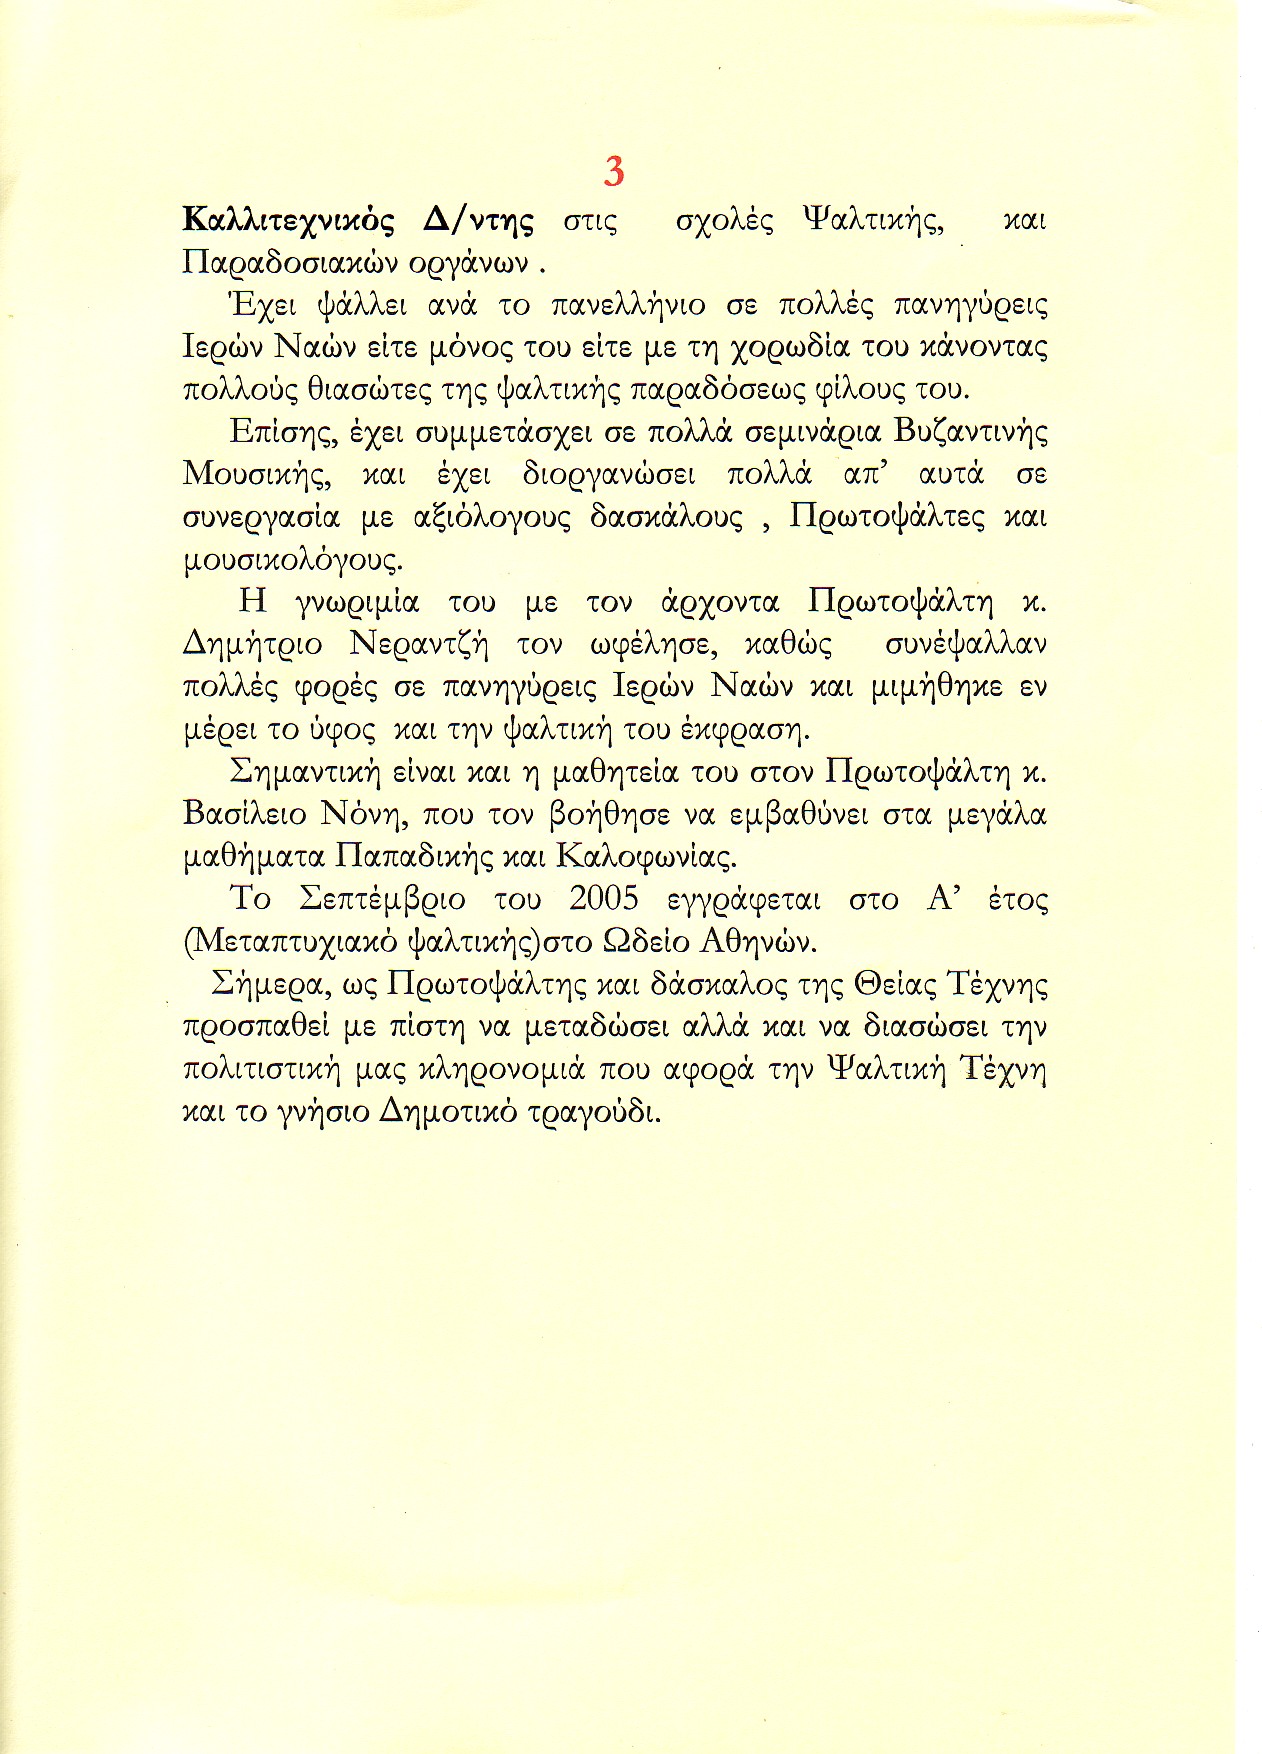 3
Καλλιτεχνικός Δ/ντης στις σχολές Ψαλτικής, και
Παραδοσιακών οργάνων .
Έχει ψάλλει ανά το πανελλήνιο σε πολλές πανηγύρεις
Ιερών Ναών είτε μόνος του είτε με τη χορωδία του κάνοντας
πολλούς θιασώτες της ψαλτικής παραδόσεως φίλους του.
Επίσης, έχει συμμετάσχει σε πολλά σεμινάρια Βυζαντινής
Μουσικής, και έχει διοργανώσει πολλά απ’ αυτά σε
συνεργασία με αξιόλογους δασκάλους , Πρωτοψάλτες και
μουσικολόγους.
Η γνωριμία του με τον άρχοντα Πρωτοψάλτη κ.
Δημήτριο Νεραντζή τον ωφέλησε, καθώς συνέψαλλαν
πολλές φορές σε πανηγύρεις Ιερών Ναών και μιμήθηκε εν
μέρει το ύφος και την ψαλτική του έκφραση.
Σημαντική είναι και η μαθητεία του στον Πρωτοψάλτη κ.
Βασίλειο Νόνη, που τον βοήθησε να εμβαθύνει στα μεγάλα
μαθήματα Παπαδικής και Καλοφωνίας.
Το Σεπτέμβριο του 2005 εγγράφεται στο Α’ έτος
(Μεταπτυχιακό ψαλτικής)στο Ωδείο Αθηνών.
Σήμερα, ως Πρωτοψάλτης και δάσκαλος της Θείας Τέχνης
προσπαθεί με πίστη να μεταδώσει αλλά και να διασώσει την
πολιτιστική μας κληρονομιά που αφορά την Ψαλτική Τέχνη
και το γνήσιο Δημοτικό τραγούδι.